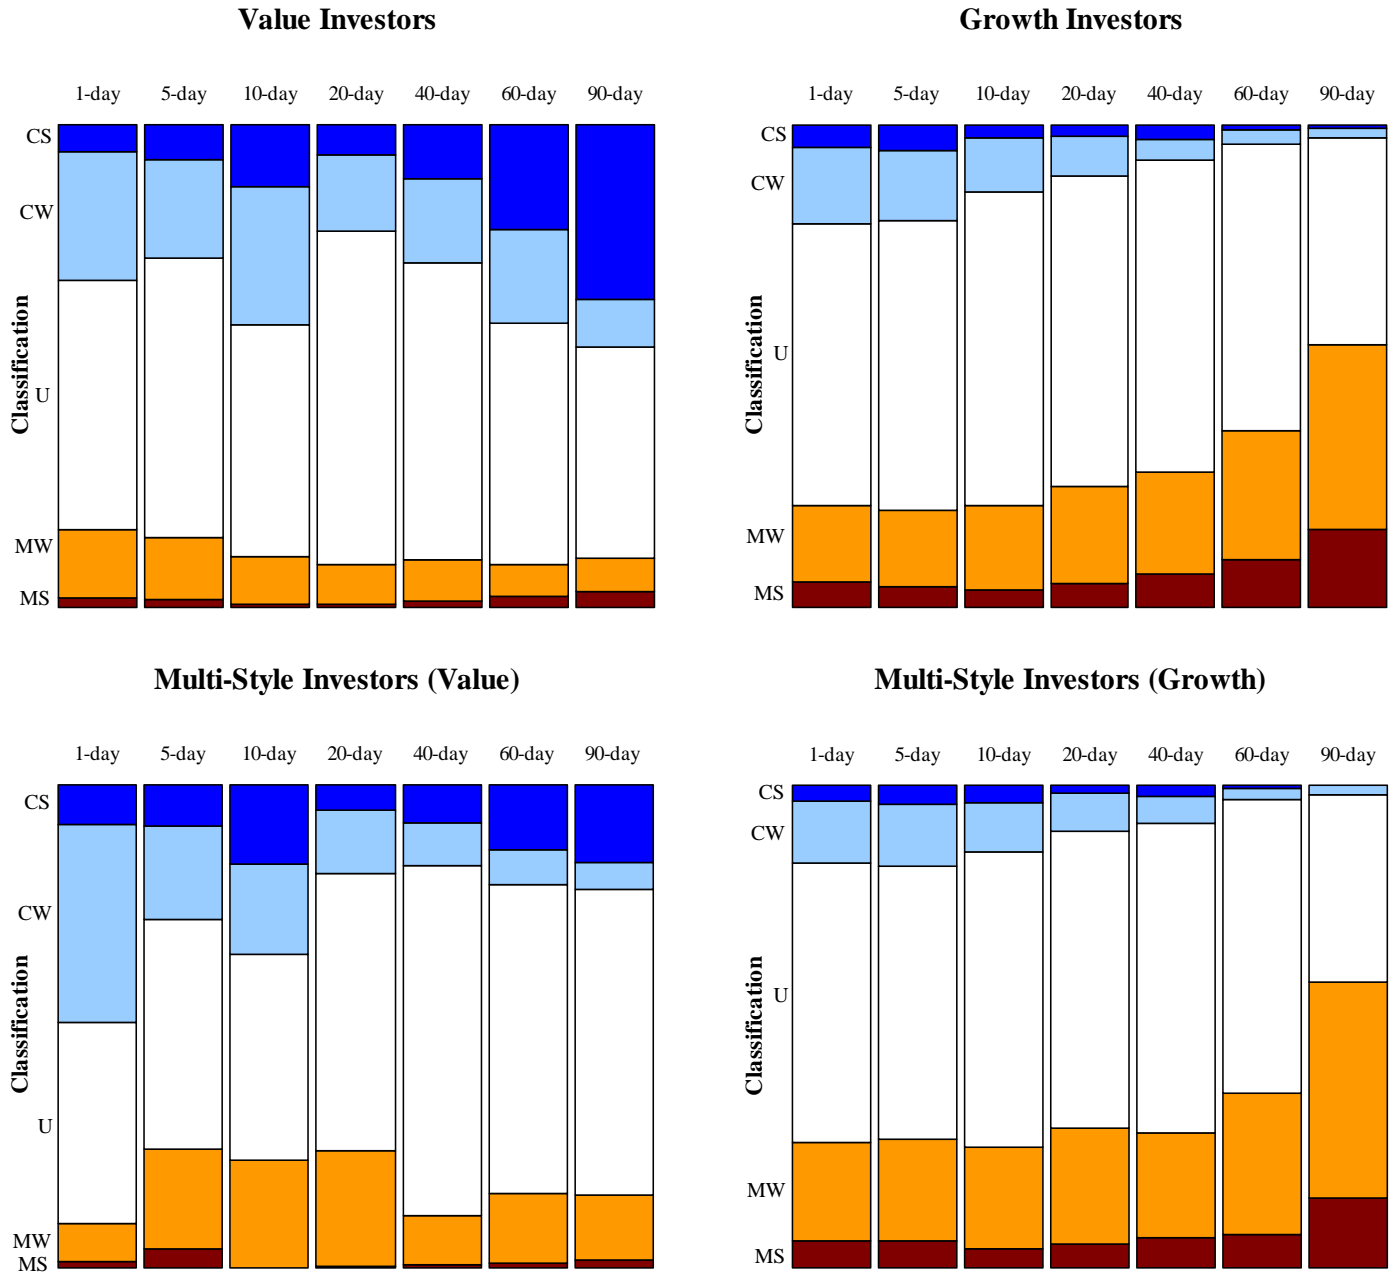 Value Investors
1-day 5-day 10-day 20-day 40-day 60-day 90-day
CS
CW
U
MW
MS
Classification
Growth Investors
1-day 5-day 10-day 20-day 40-day 60-day 90-day
CS
CW
U
MW
MS
Classification
Multi-Style Investors (Value)
1-day 5-day 10-day 20-day 40-day 60-day 90-day
CS
CW
U
MW
MS
Classification
Multi-Style Investors (Growth)
1-day 5-day 10-day 20-day 40-day 60-day 90-day
CS
CW
U
MW
MS
Classification